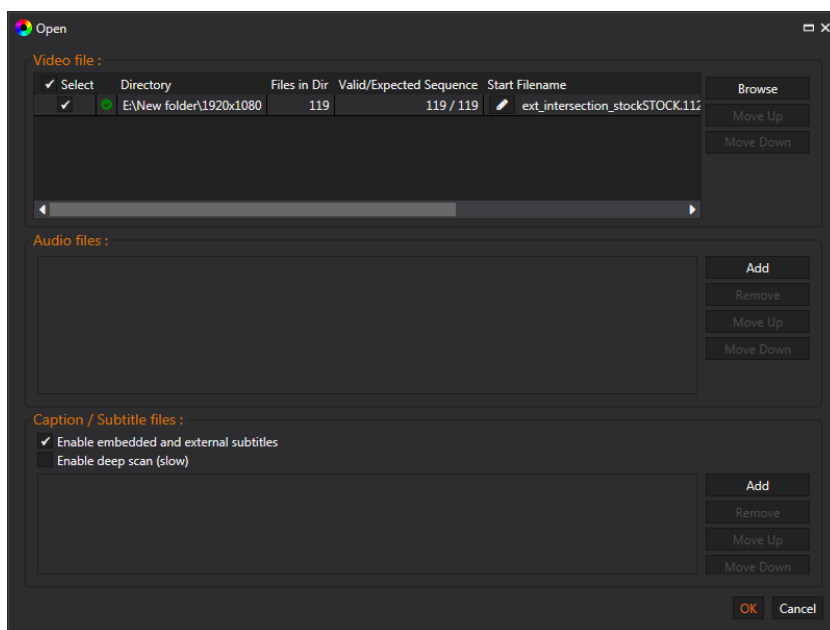 Open
Video file :
Select Directory Files in Dir Valid/Expected Sequence Start Filename
E:\New folder\1920x1080 119 119 / 119 ext_intersection_stockSTOCK.112
Browse
Move Up
Move Down
Audio files :
Add
Remove
Move Up
Move Down
Caption / Subtitle files :
Enable embedded and external subtitles
Enable deep scan (slow)
Add
Remove
Move Up
Move Down
OK Cancel